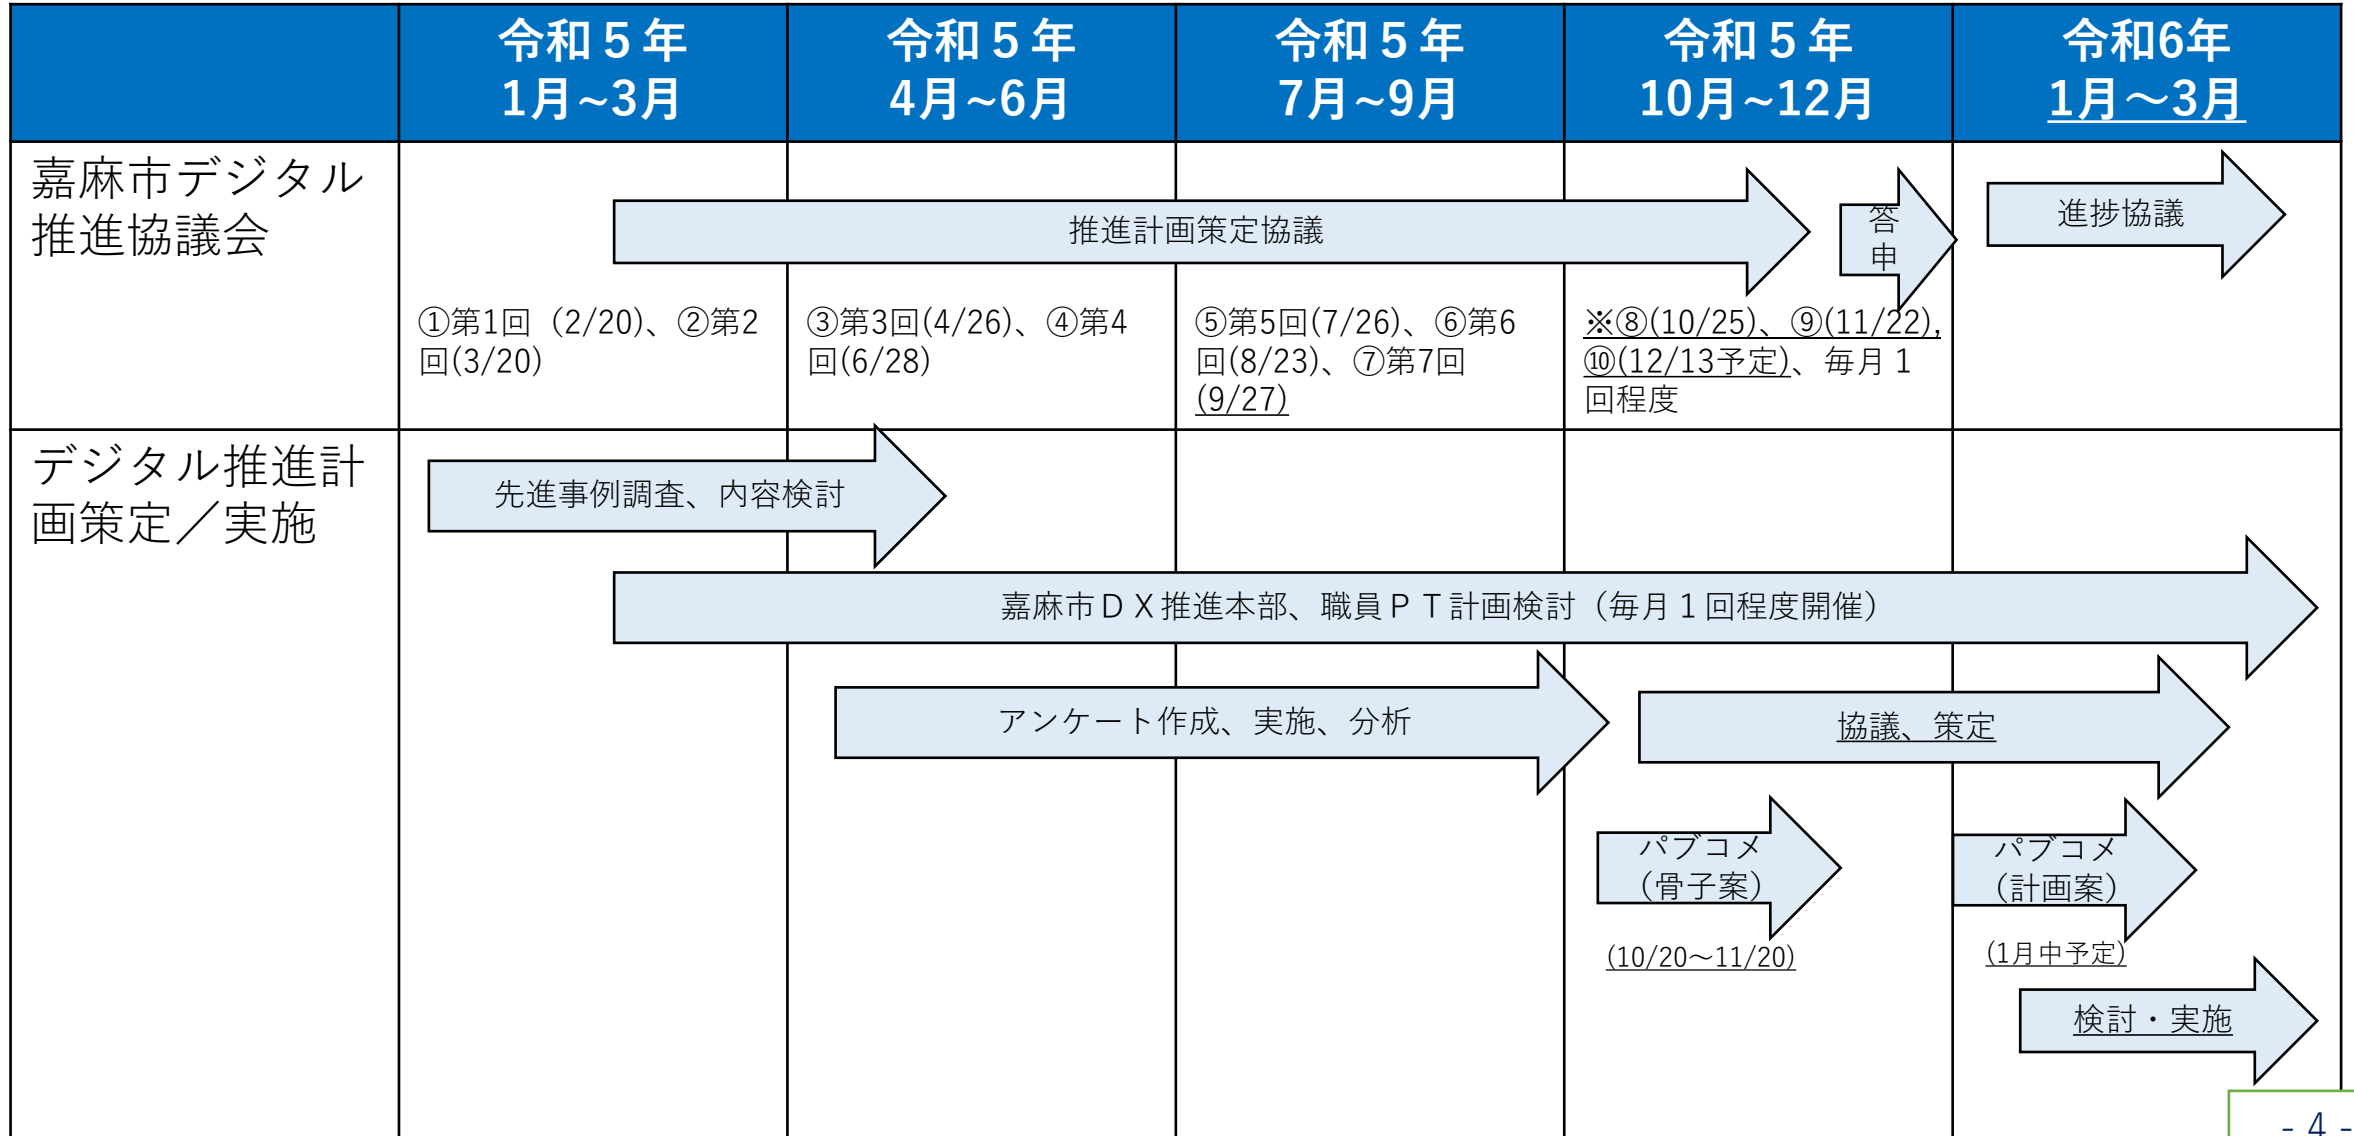 令和５年
1月~3月
令和５年
4月~6月
令和５年
7月~9月
令和５年
10月~12月
令和6年
1月～3月
嘉麻市デジタル
推進協議会
推進計画策定協議
答
申
進捗協議
①第1回（2/20)、②第2
回(3/20)
③第3回(4/26)、④第4
回(6/28)
⑤第5回(7/26)、⑥第6
回(8/23)、⑦第7回
(9/27)
※⑧(10/25)、⑨(11/22),
⑩(12/13予定)、毎月１
回程度
デジタル推進計
画策定／実施
先進事例調査、内容検討
嘉麻市ＤＸ推進本部、職員ＰＴ計画検討（毎月１回程度開催）
アンケート作成、実施、分析
協議、策定
パブコメ
（骨子案）
(10/20～11/20)
パブコメ
（計画案）
(1月中予定)
検討・実施
- 4 -